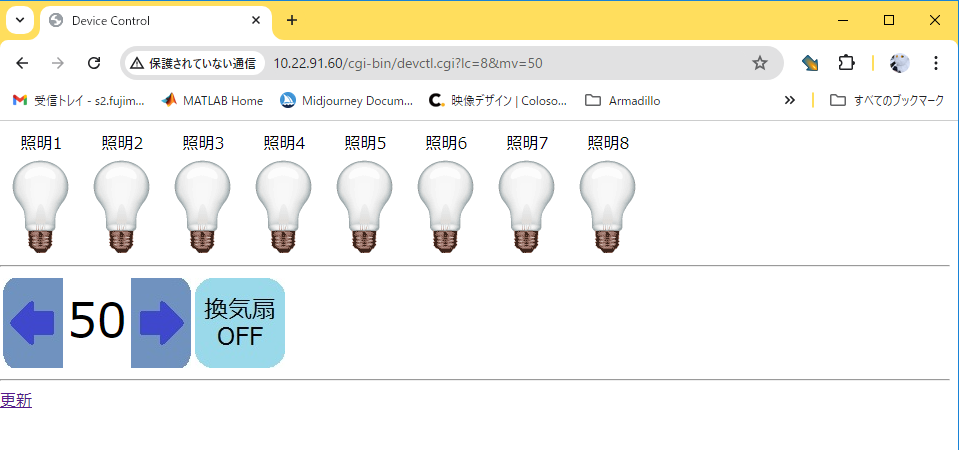 Device Control
保護されていない通信 10.22.91.60/cgi-bin/devctl.cgi?lc=8&mv=50
受信トレイ - s2.fujim... MATLAB Home Midjourney Docum... 映像デザイン | Coloso... Armadillo すべてのブックマーク
照明1 照明2 照明3 照明4 照明5 照明6 照明7 照明8
50 換気扇
OFF
更新